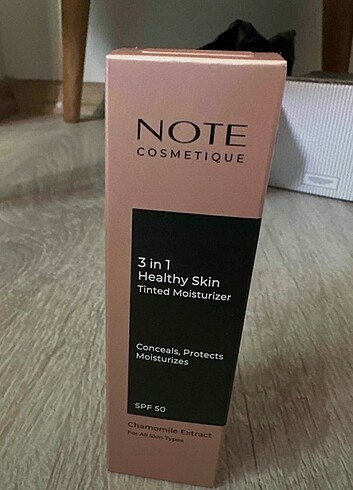 NOTE
COSMETIQUE
3 in 1
Healthy Skin
Tinted Moisturizer
Conceals, Protects
Moisturizes
SPF 50
Chamomile Extract
For All Skin Types